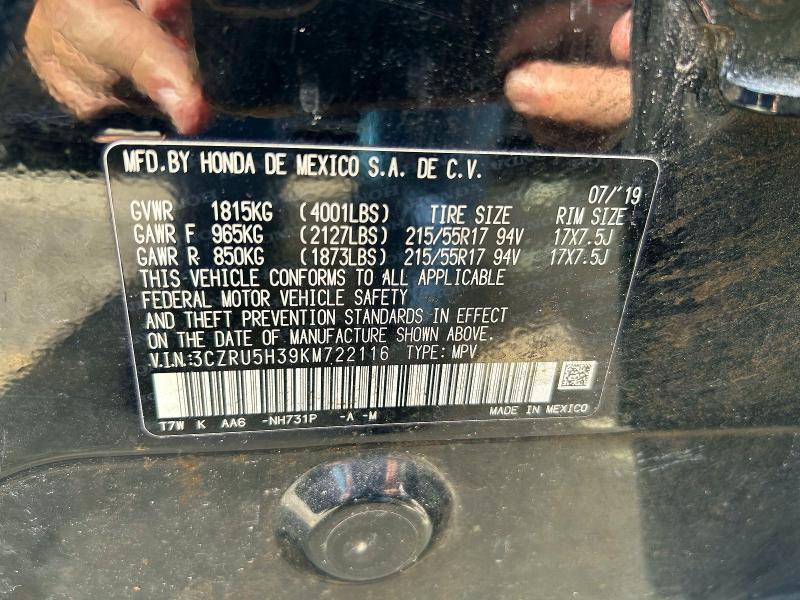 MFD.BY HONDA DE MEXICO S.A. DE C.V.
07/'19
GVWR 1815KG (4001LBS) TIRE SIZE RIM SIZE
GAWR F 965KG (2127LBS) 215/55R17 94V 17X7.5J
GAWR R 850KG (1873LBS) 215/55R17 94V 17X7.5J
THIS VEHICLE CONFORMS TO ALL APPLICABLE
FEDERAL MOTOR VEHICLE SAFETY
AND THEFT PREVENTION STANDARDS IN EFFECT
ON THE DATE OF MANUFACTURE SHOWN ABOVE.
V.I.N:3CZRU5H39KM722116 TYPE: MPV
T7W K AA6 -NH731P -A -M MADE IN MEXICO